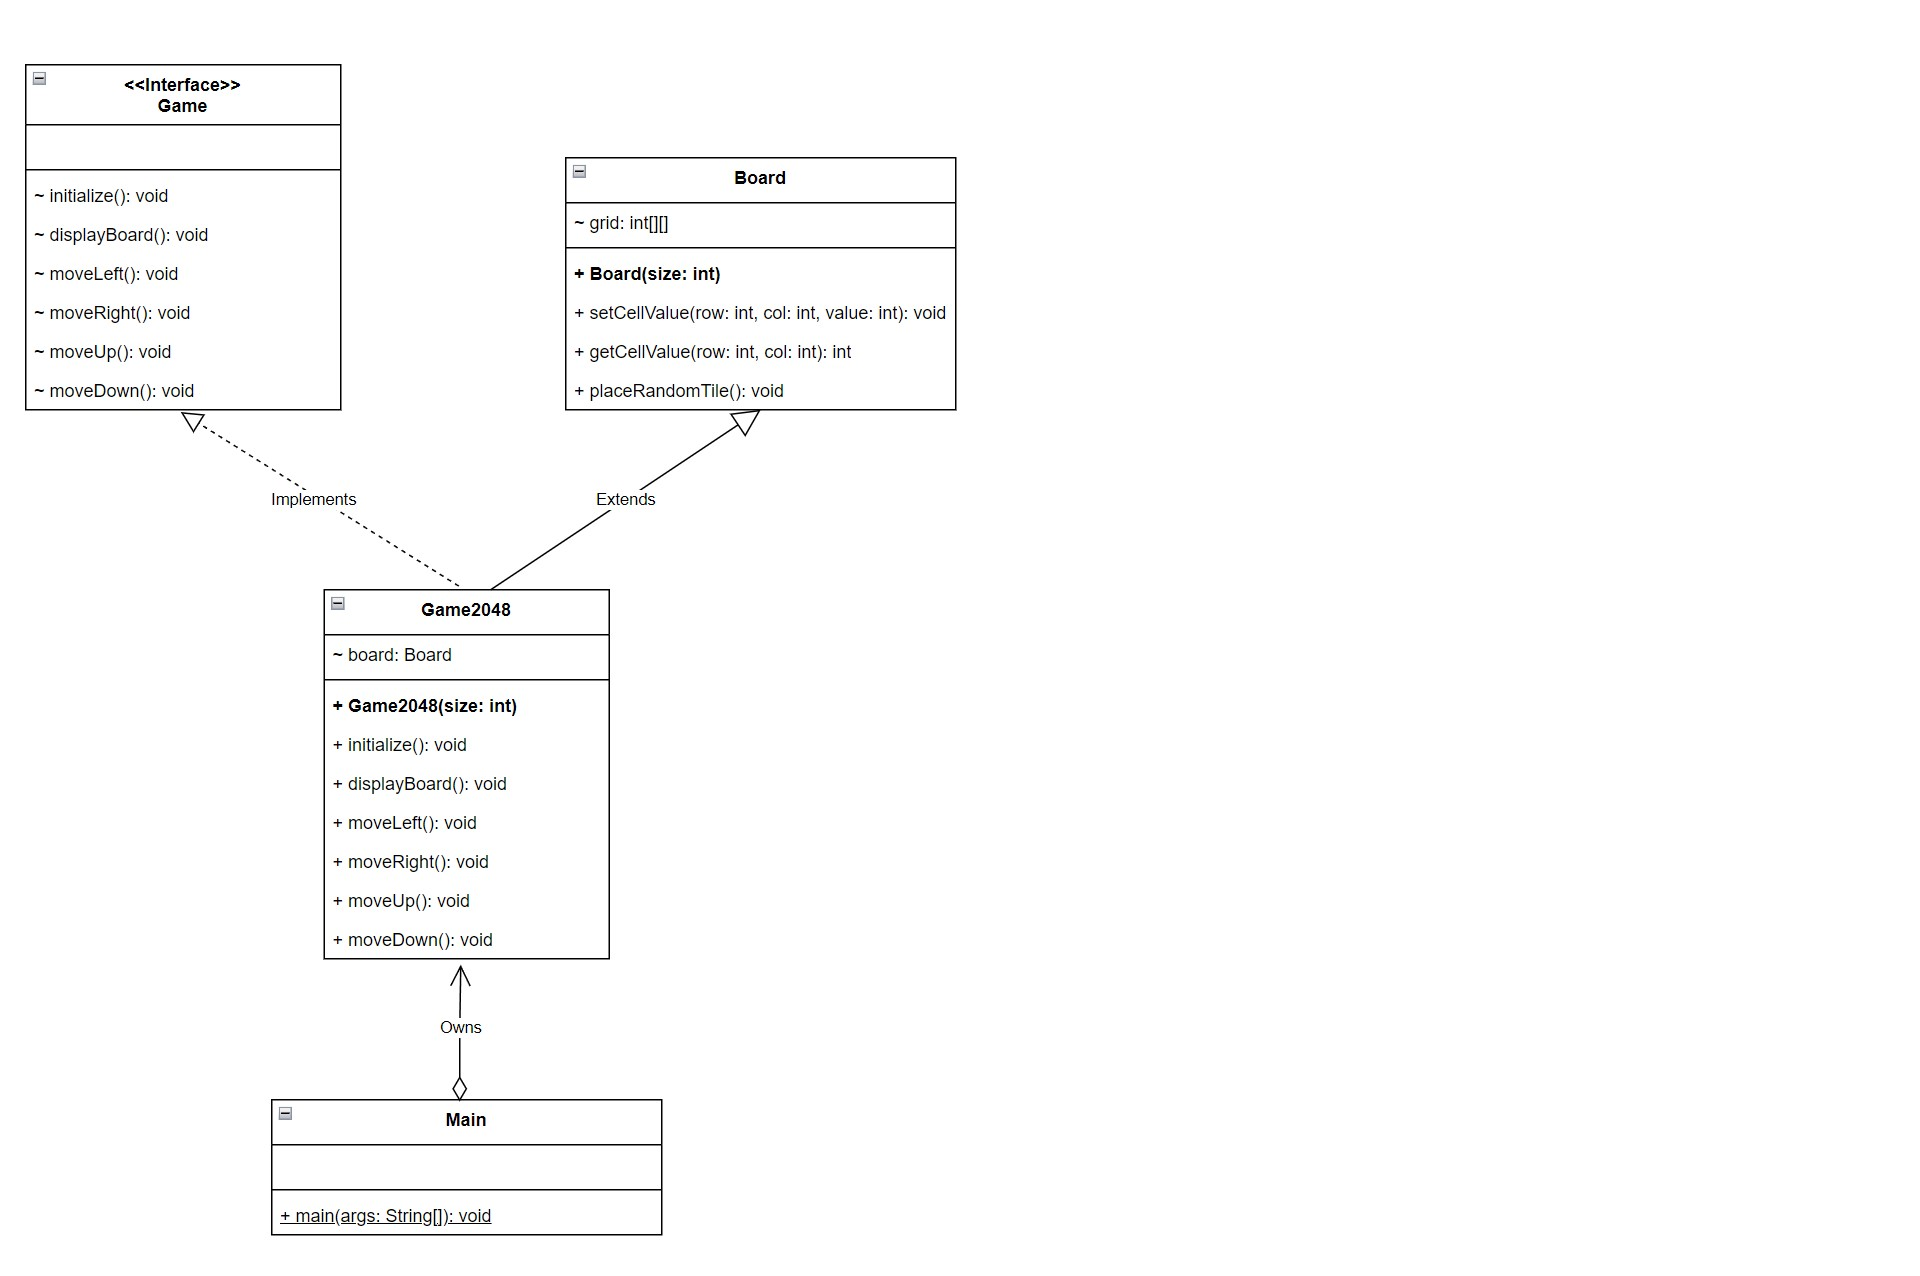 <<Interface>>
Game
~ initialize(): void
~ displayBoard(): void
~ moveLeft(): void
~ moveRight(): void
~ moveUp(): void
~ moveDown(): void
Board
~ grid: int[][]
+ Board(size: int)
+ setCellValue(row: int, col: int, value: int): void
+ getCellValue(row: int, col: int): int
+ placeRandomTile(): void
Implements
Extends
Game2048
~ board: Board
+ Game2048(size: int)
+ initialize(): void
+ displayBoard(): void
+ moveLeft(): void
+ moveRight(): void
+ moveUp(): void
+ moveDown(): void
Owns
Main
+ main(args: String[]): void